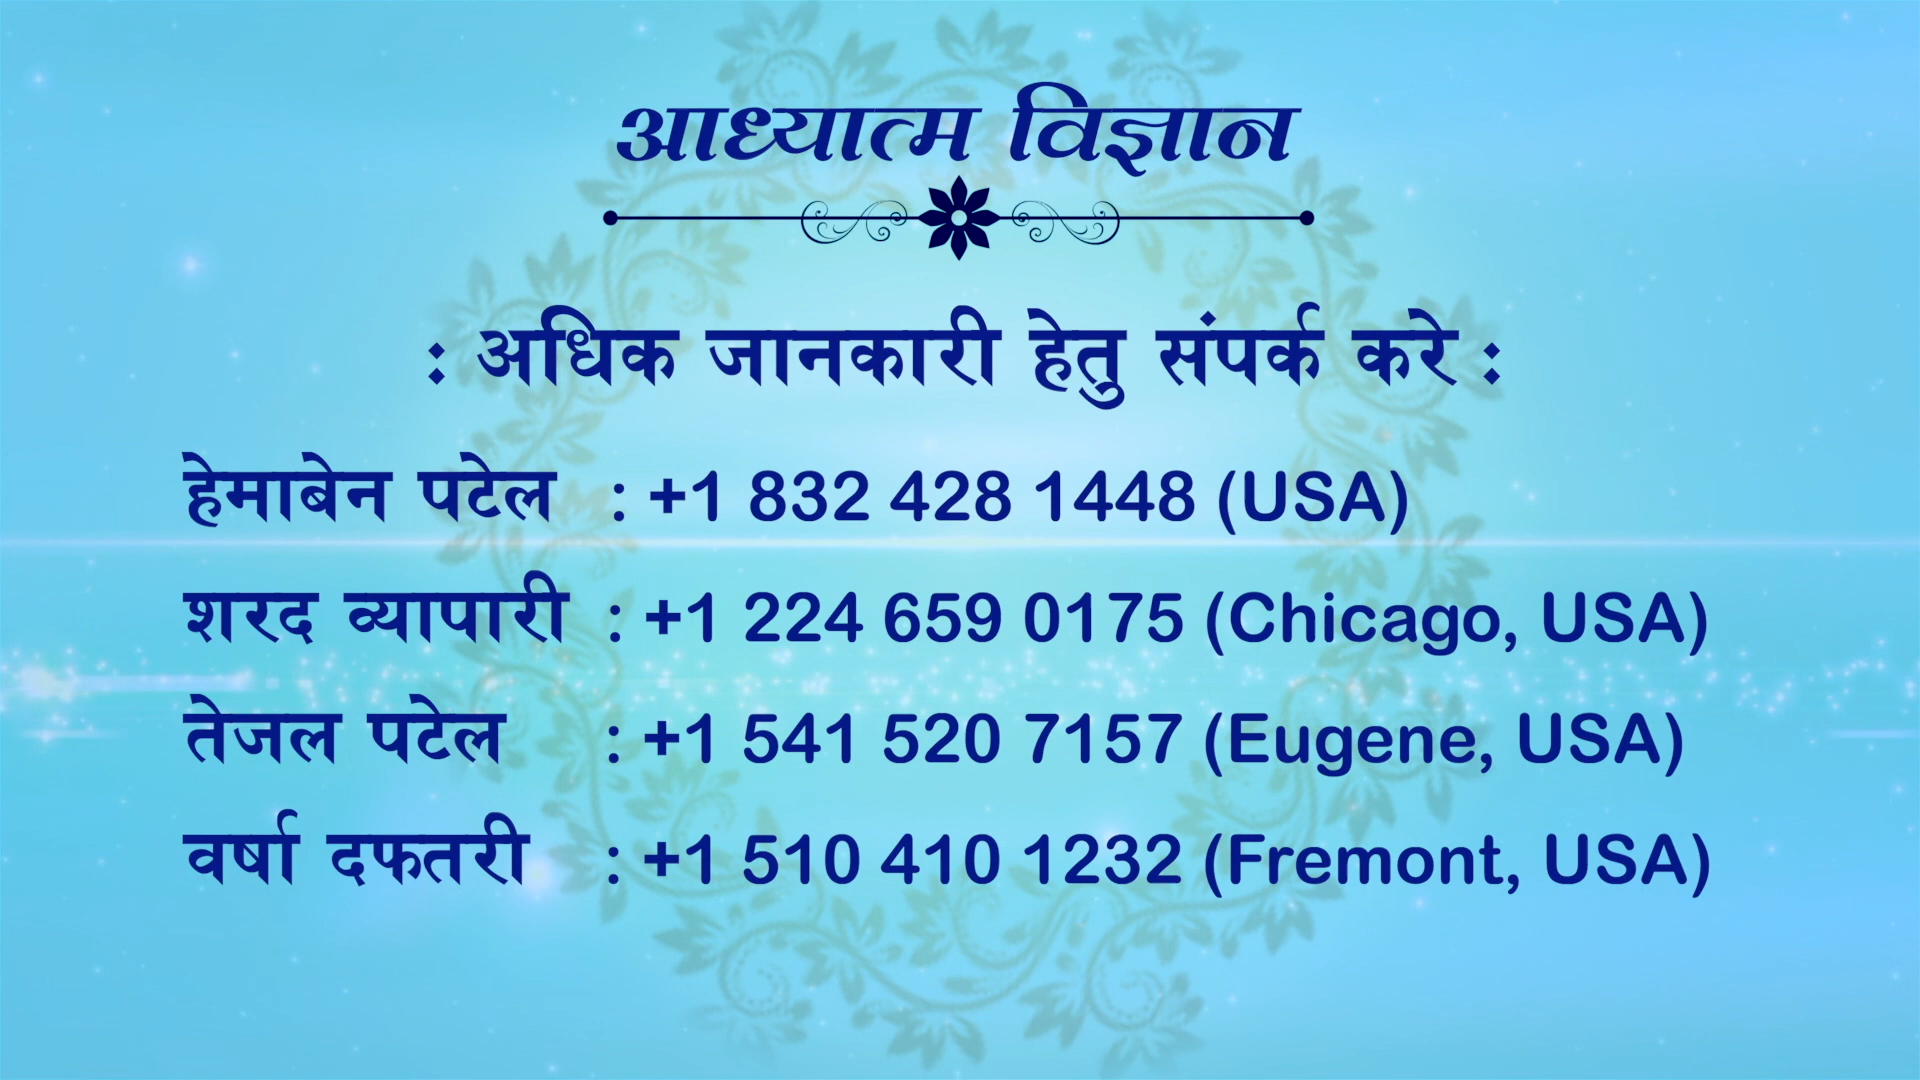 आध्यात्म विज्ञान
: अधिक जानकारी हेतु संपर्क करे :
हेमाबेन पटेल : +1 832 428 1448 (USA)
शरद व्यापारी : +1 224 659 0175 (Chicago, USA)
तेजल पटेल : +1 541 520 7157 (Eugene, USA)
वर्षा दफतरी : +1 510 410 1232 (Fremont, USA)